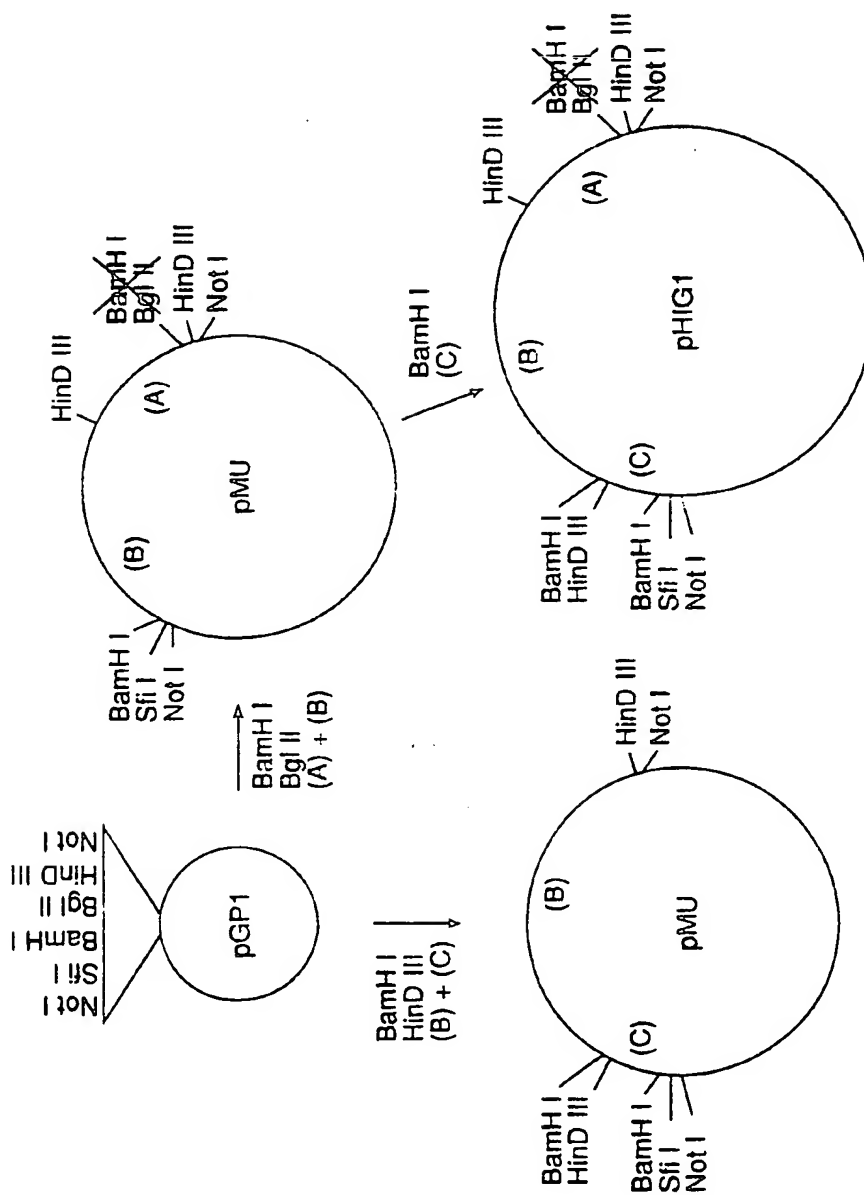 Not I
Sfi I
BamH I
Bgl II
HinD III
Not I
pGP1
BamH I
Bgl II
(A) + (B)
BamH I
Sfi I
Not I
(B)
HinD III
(A)
BamH I
Bgl II
HinD III
Not I
pMU
BamH I
HinD III
(B) + (C)
BamH I
(C)
BamH I
HinD III
BamH I
Sfi I
Not I
(C)
(B)
HinD III
Not I
pMU
BamH I
HinD III
BamH I
Sfi I
Not I
(C)
(B)
HinD III
(A)
BamH I
Bgl II
HinD III
Not I
pHIG1